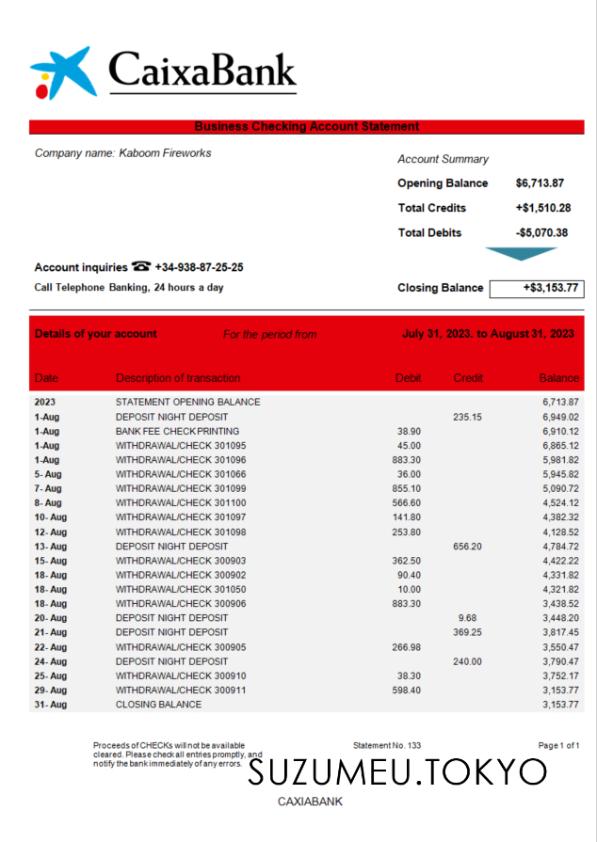 CaixaBank
Business Checking Account Statement
Company name: Kaboom Fireworks
Account Summary
Opening Balance $6,713.87
Total Credits +$1,510.28
Total Debits -$5,070.38
Account inquiries ☎ +34-938-87-25-25
Call Telephone Banking, 24 hours a day
Closing Balance +$3,153.77
Details of your account For the period from July 31, 2023. to August 31, 2023
Date Description of transaction Debit Credit Balance
2023 STATEMENT OPENING BALANCE 6,713.87
1-Aug DEPOSIT NIGHT DEPOSIT 235.15 6,949.02
1-Aug BANK FEE CHECK PRINTING 38.90 6,910.12
1-Aug WITHDRAWAL/CHECK 301095 45.00 6,865.12
1-Aug WITHDRAWAL/CHECK 301096 883.30 5,981.82
5- Aug WITHDRAWAL/CHECK 301066 36.00 5,945.82
7- Aug WITHDRAWAL/CHECK 301099 855.10 5,090.72
8- Aug WITHDRAWAL/CHECK 301100 566.60 4,524.12
10- Aug WITHDRAWAL/CHECK 301097 141.80 4,382.32
12- Aug WITHDRAWAL/CHECK 301098 253.80 4,128.52
13- Aug DEPOSIT NIGHT DEPOSIT 656.20 4,784.72
15- Aug WITHDRAWAL/CHECK 300903 362.50 4,422.22
18- Aug WITHDRAWAL/CHECK 300902 90.40 4,331.82
18- Aug WITHDRAWAL/CHECK 301050 10.00 4,321.82
18- Aug WITHDRAWAL/CHECK 300906 883.30 3,438.52
20- Aug DEPOSIT NIGHT DEPOSIT 9.68 3,448.20
21- Aug DEPOSIT NIGHT DEPOSIT 369.25 3,817.45
22- Aug WITHDRAWAL/CHECK 300905 266.98 3,550.47
24- Aug DEPOSIT NIGHT DEPOSIT 240.00 3,790.47
25- Aug WITHDRAWAL/CHECK 300910 38.30 3,752.17
29- Aug WITHDRAWAL/CHECK 300911 598.40 3,153.77
31- Aug CLOSING BALANCE 3,153.77
Proceeds of CHECKs will not be available
cleared. Please check all entries promptly, and
notify the bank immediately of any errors.
Statement No. 133
Page 1 of 1
SUZUMEU.TOKYO
CAXIABANK